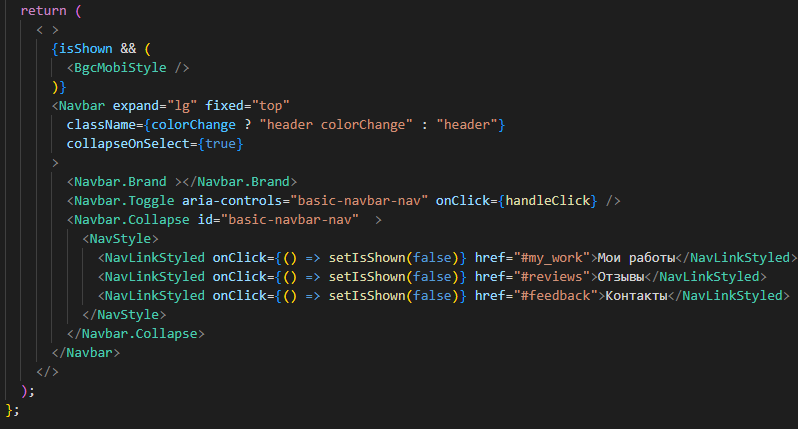 return (
< >
{isShown && (
<BgcMobiStyle />
)}
<Navbar expand="lg" fixed="top"
className={colorChange ? "header colorChange" : "header"}
collapseOnSelect={true}
>
<Navbar.Brand ></Navbar.Brand>
<Navbar.Toggle aria-controls="basic-navbar-nav" onClick={handleClick} />
<Navbar.Collapse id="basic-navbar-nav"  >
<NavStyle>
<NavLinkStyled onClick={() => setIsShown(false)} href="#my_work">Мои работы</NavLinkStyled>
<NavLinkStyled onClick={() => setIsShown(false)} href="#reviews">Отзывы</NavLinkStyled>
<NavLinkStyled onClick={() => setIsShown(false)} href="#feedback">Контакты</NavLinkStyled>
</NavStyle>
</Navbar.Collapse>
</Navbar>
</>
);
};